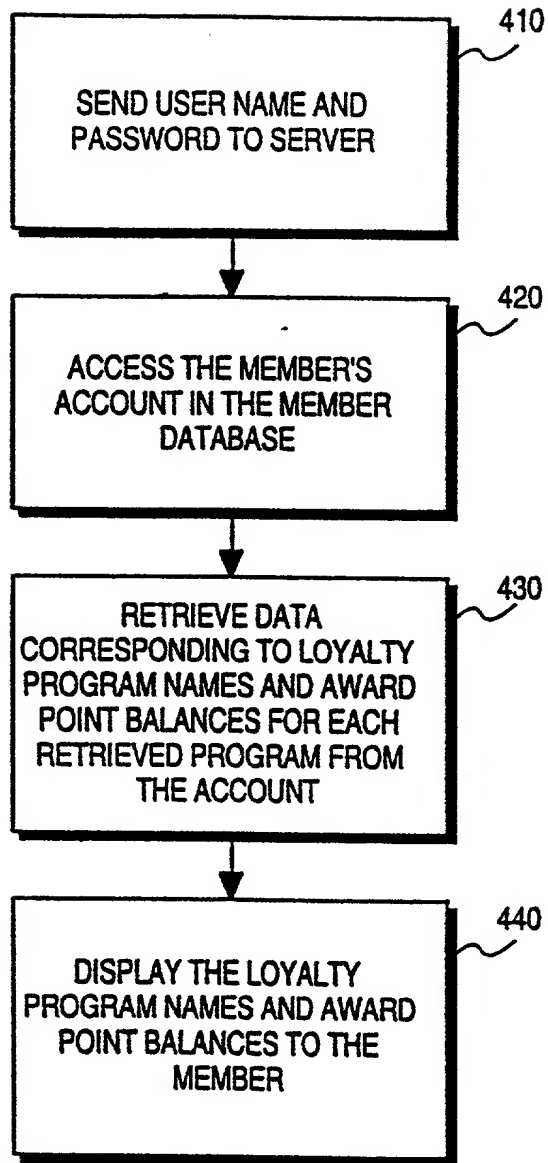 410
SEND USER NAME AND
PASSWORD TO SERVER
420
ACCESS THE MEMBER'S
ACCOUNT IN THE MEMBER
DATABASE
430
RETRIEVE DATA
CORRESPONDING TO LOYALTY
PROGRAM NAMES AND AWARD
POINT BALANCES FOR EACH
RETRIEVED PROGRAM FROM
THE ACCOUNT
440
DISPLAY THE LOYALTY
PROGRAM NAMES AND AWARD
POINT BALANCES TO THE
MEMBER